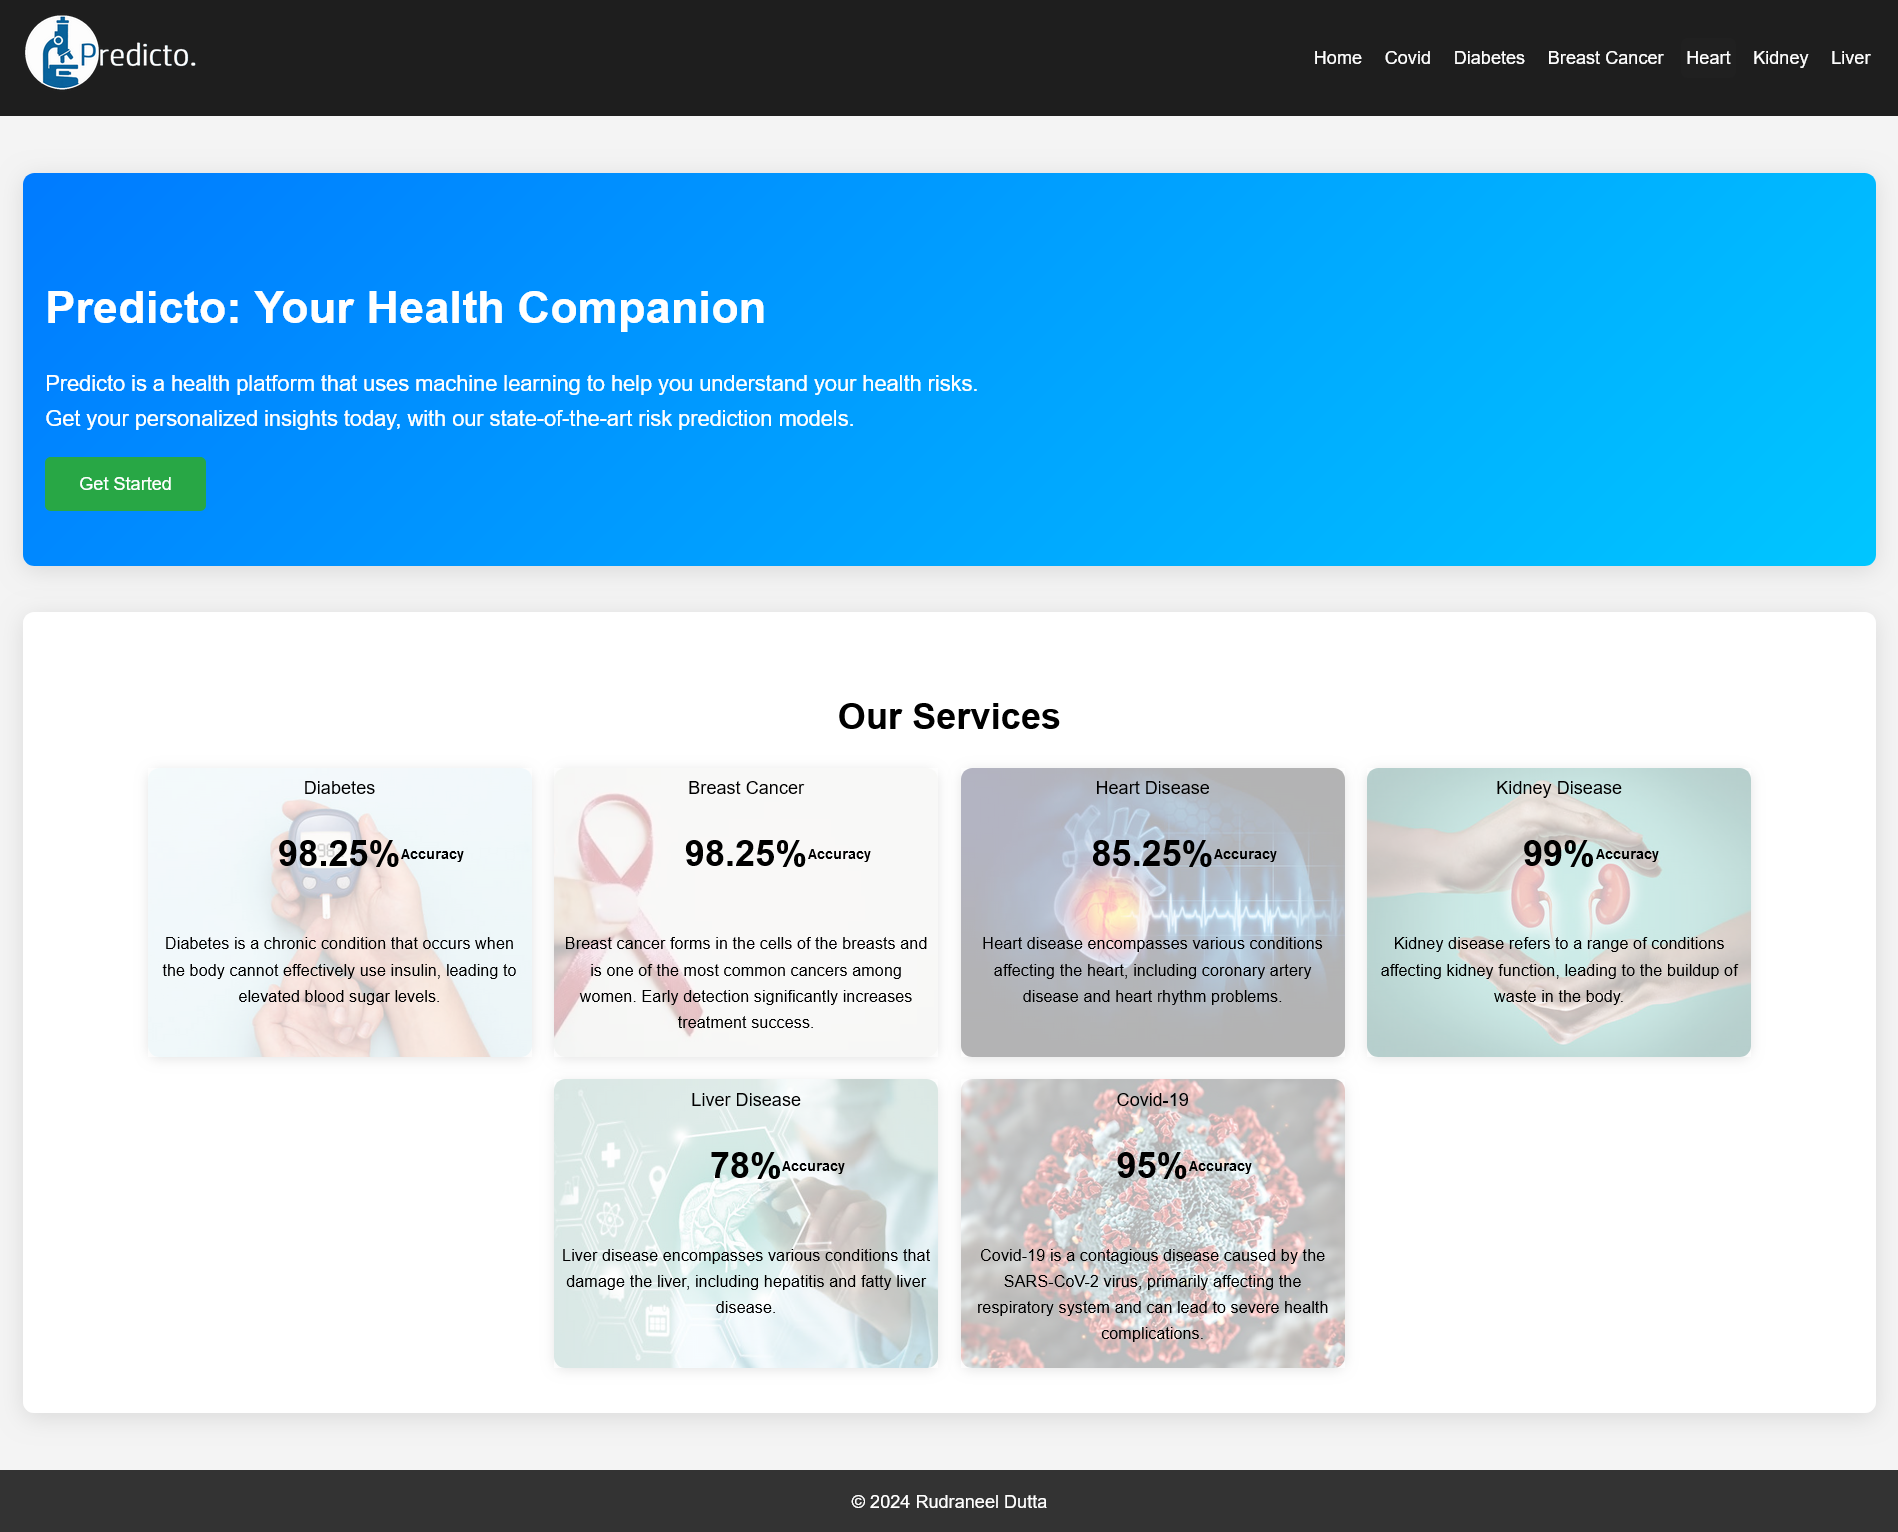 Predicto.
Home Covid Diabetes Breast Cancer Heart Kidney Liver
Predicto: Your Health Companion
Predicto is a health platform that uses machine learning to help you understand your health risks.
Get your personalized insights today, with our state-of-the-art risk prediction models.
Get Started
Our Services
Diabetes
98.25% Accuracy
Diabetes is a chronic condition that occurs when
the body cannot effectively use insulin, leading to
elevated blood sugar levels.
Breast Cancer
98.25% Accuracy
Breast cancer forms in the cells of the breasts and
is one of the most common cancers among
women. Early detection significantly increases
treatment success.
Heart Disease
85.25% Accuracy
Heart disease encompasses various conditions
affecting the heart, including coronary artery
disease and heart rhythm problems.
Kidney Disease
99% Accuracy
Kidney disease refers to a range of conditions
affecting kidney function, leading to the buildup of
waste in the body.
Liver Disease
78% Accuracy
Liver disease encompasses various conditions that
damage the liver, including hepatitis and fatty liver
disease.
Covid-19
95% Accuracy
Covid-19 is a contagious disease caused by the
SARS-CoV-2 virus, primarily affecting the
respiratory system and can lead to severe health
complications.
© 2024 Rudraneel Dutta